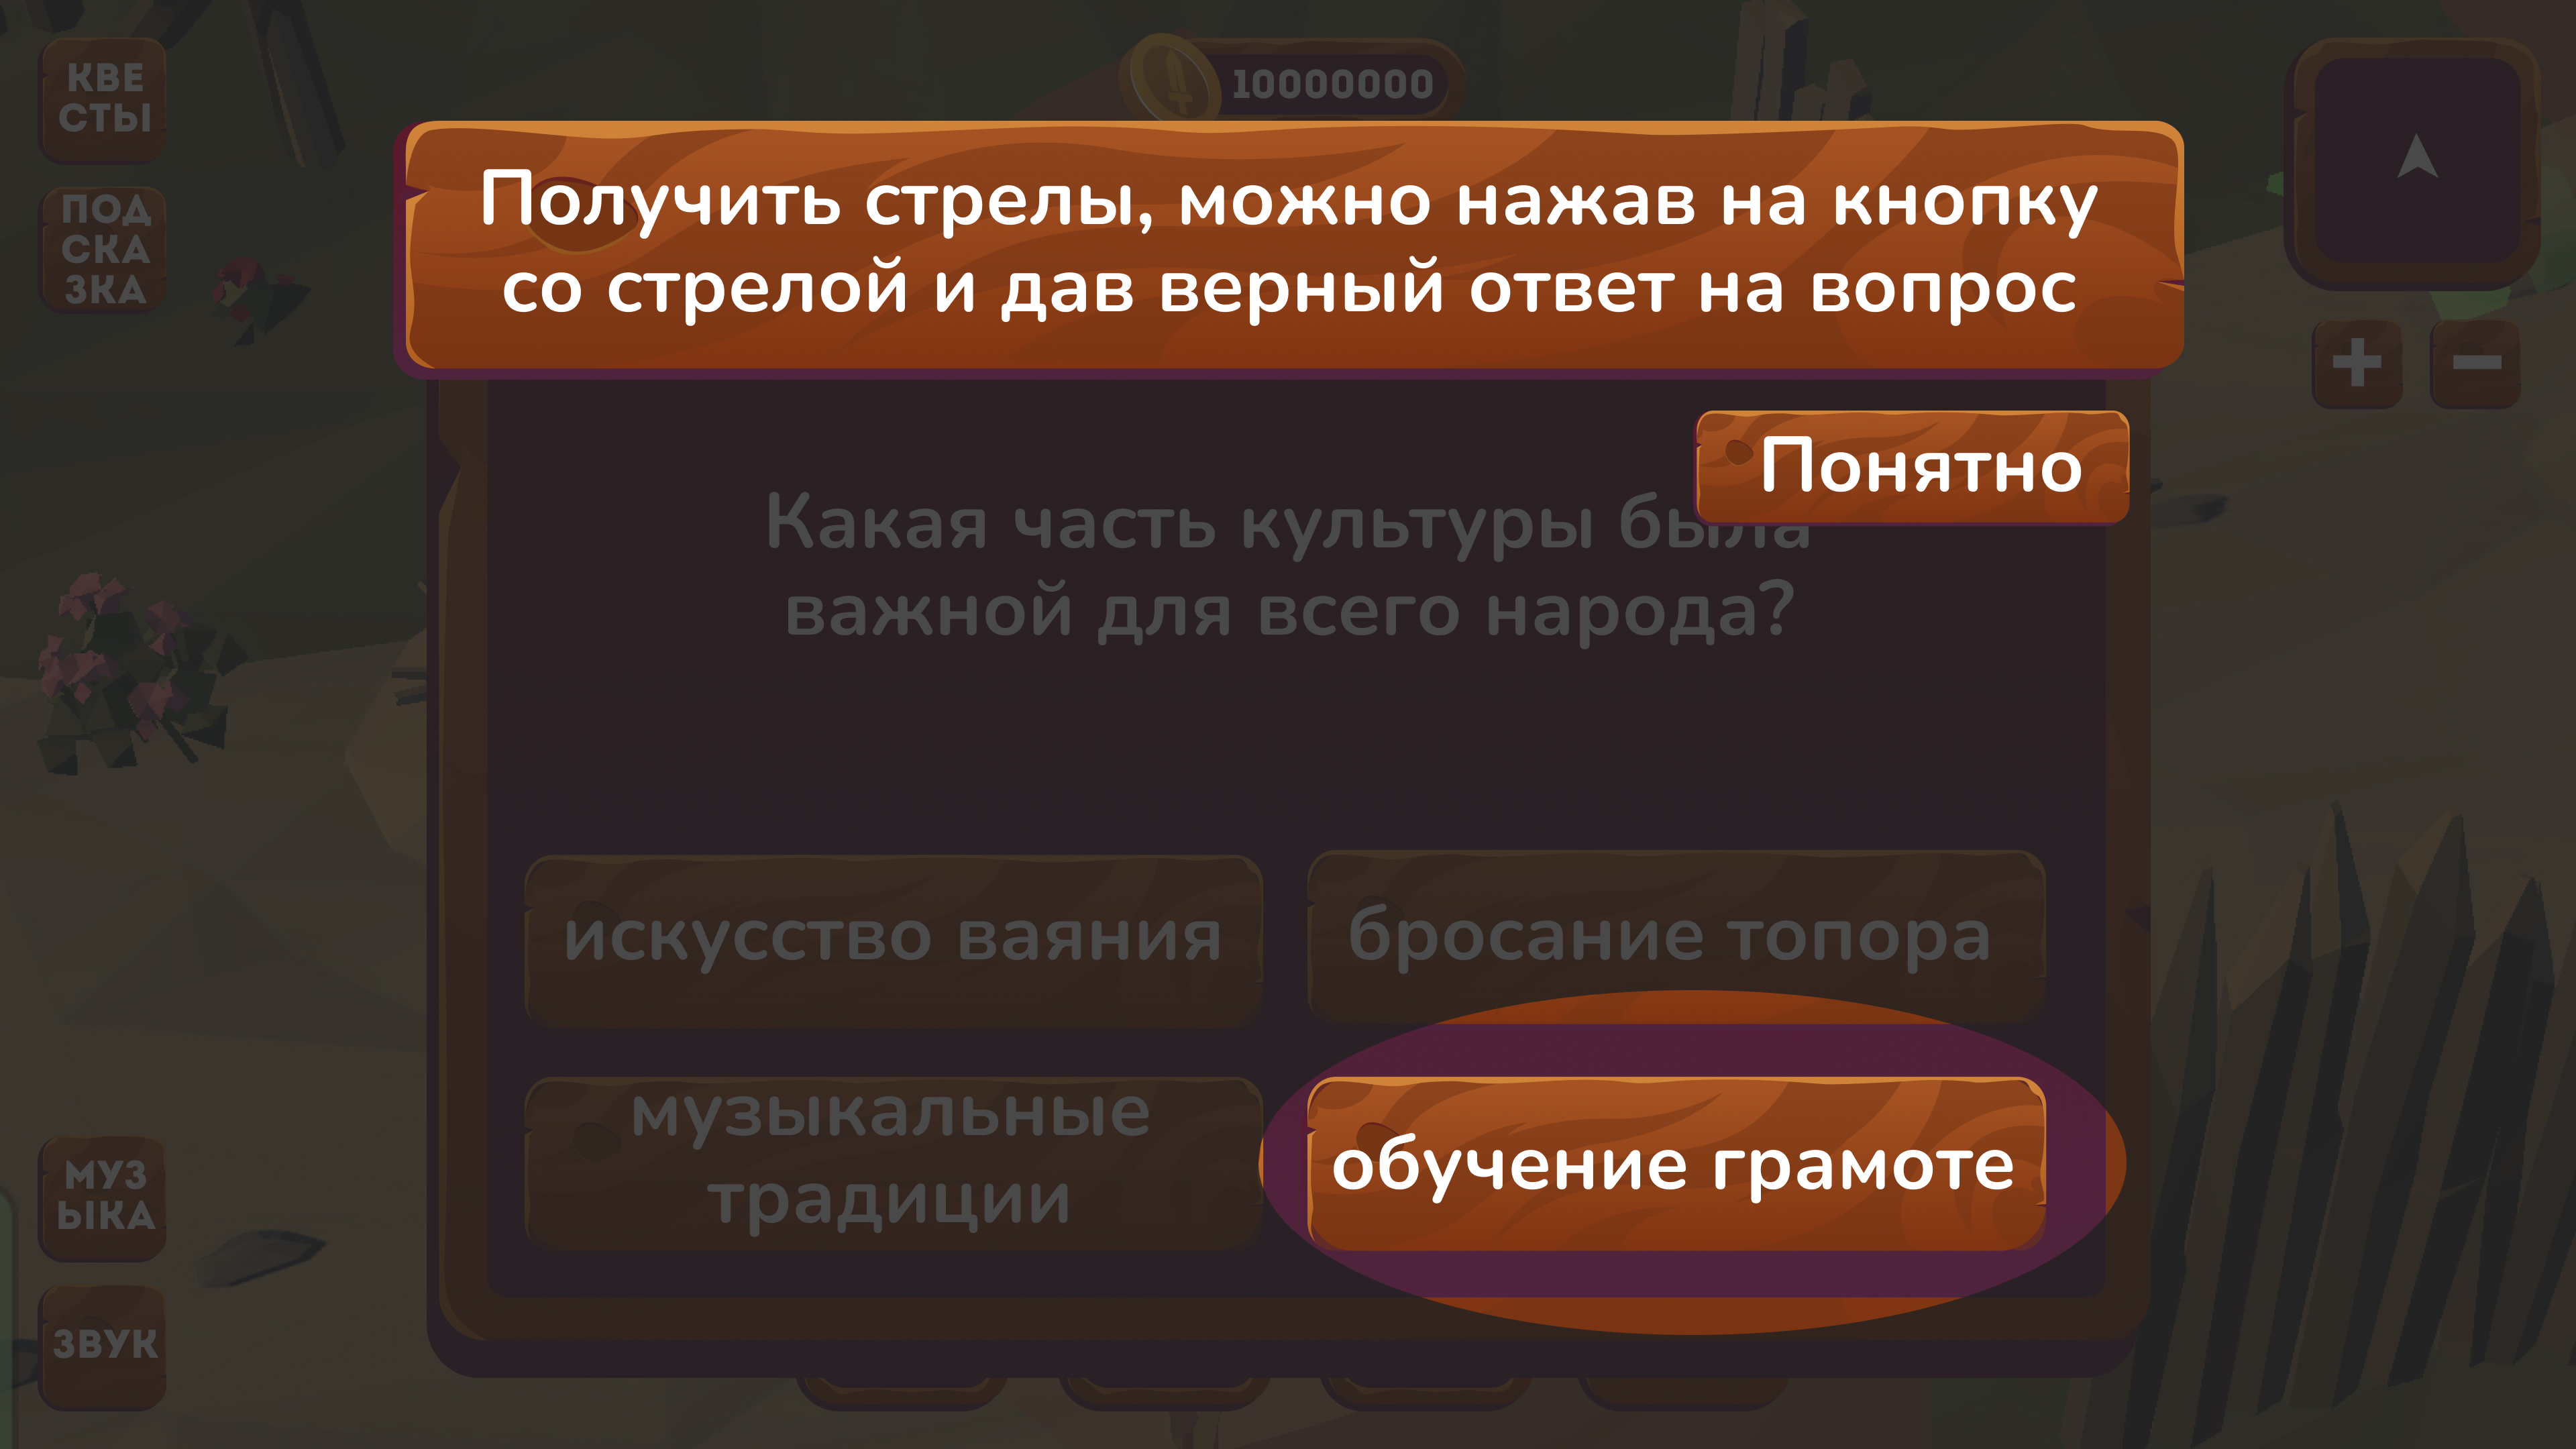 КВЕ
СТЫ
10000000
ПОД
СКА
ЗКА
Получить стрелы, можно нажав на кнопку
со стрелой и дав верный ответ на вопрос
Понятно
Какая часть культуры была
важной для всего народа?
искусство ваяния
бросание топора
музыкальные
традиции
обучение грамоте
МУЗ
ЫКА
ЗВУК